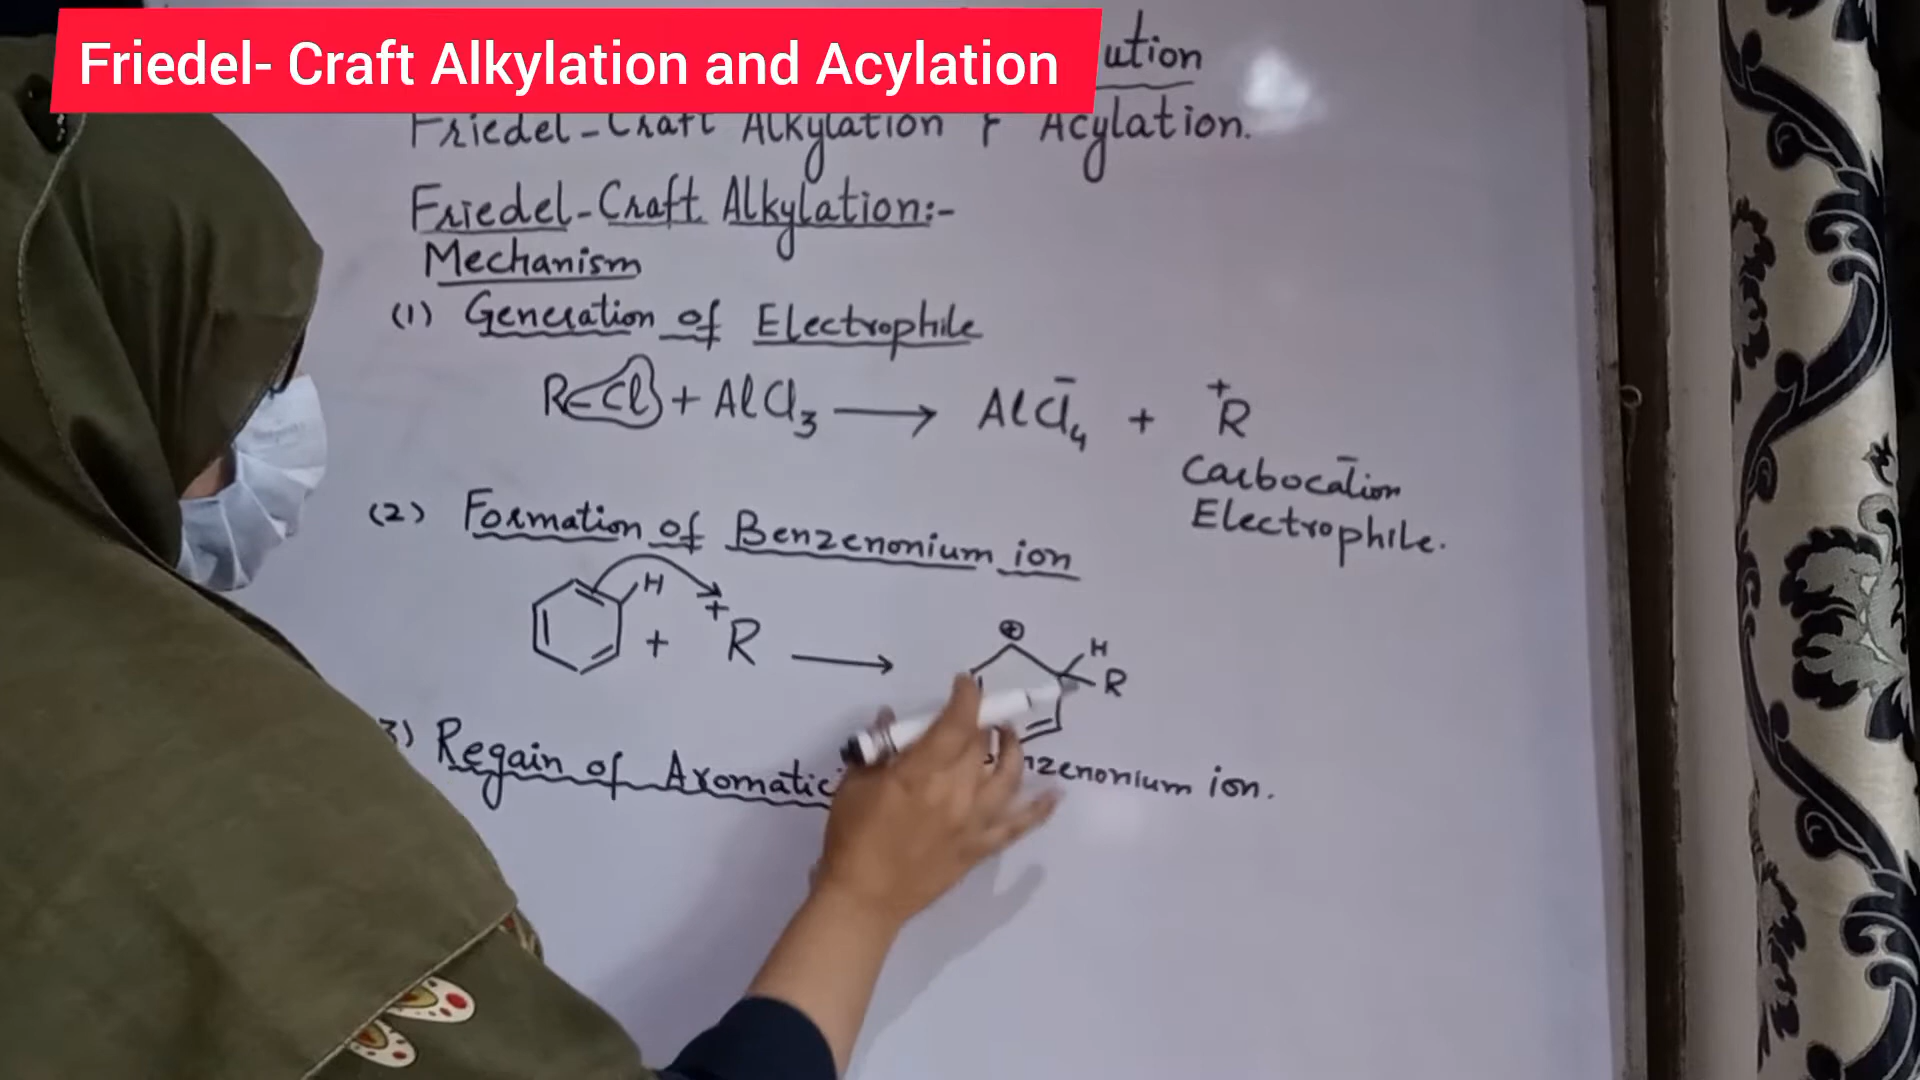 Friedel- Craft Alkylation and Acylation
ution
Friedel-Craft Alkylation & Acylation.
Friedel-Craft Alkylation:-
Mechanism
(1) Generation of Electrophile
R-Cl + AlCl3 → AlCl4⁻ + ⁺R
Carbocation
Electrophile.
(2) Formation of Benzenonium ion
H + ⁺R → ⊕ H R
nzenonium ion.
3) Regain of Aromatic